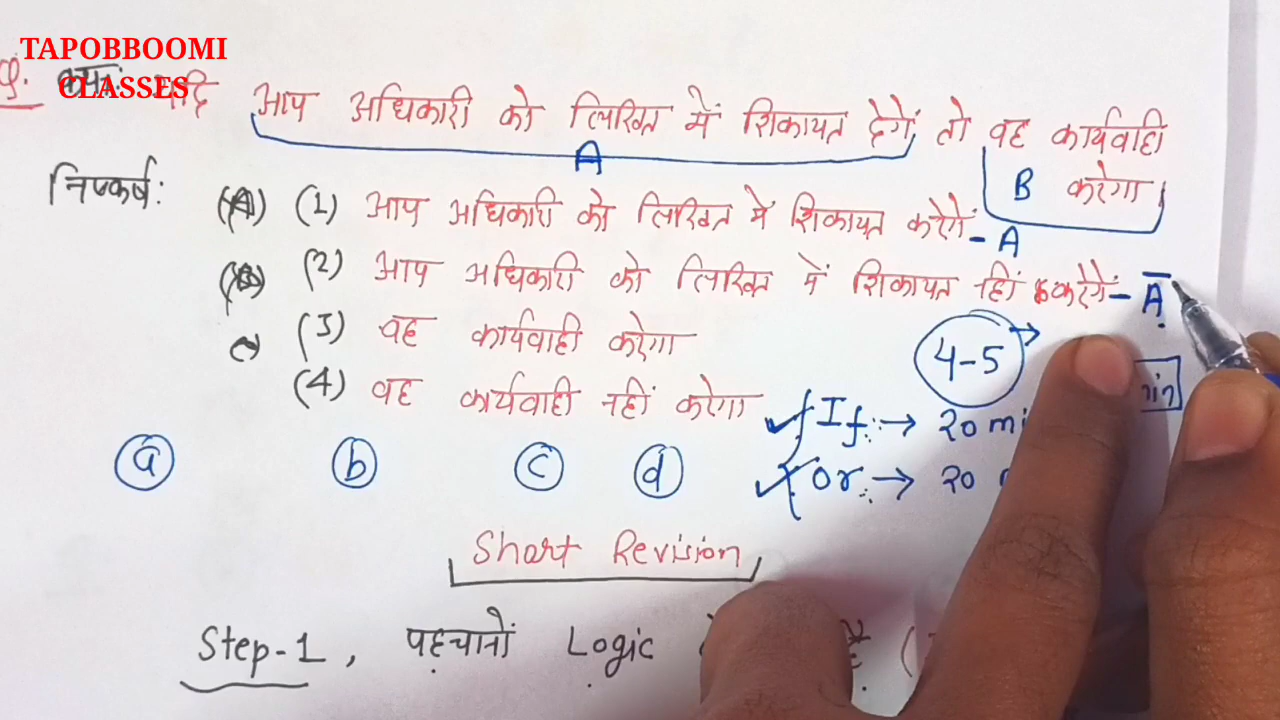 TAPOBBOOMI
CLASSES
यदि आप अधिकारी को लिखित में शिकायत देगें तो वह कार्यवाही
A
B करेगा
निष्कर्ष: (A) (1) आप अधिकारी को लिखित में शिकायत करेगें - A
(2) आप अधिकारी को लिखित में शिकायत नहीं करेगें - A̅
(3) वह कार्यवाही करेगा
(4) वह कार्यवाही नहीं करेगा
4-5 →
✓ If → 20 mi
✓ Or → 20
a b c d
Short Revision
Step-1, पहचानों Logic